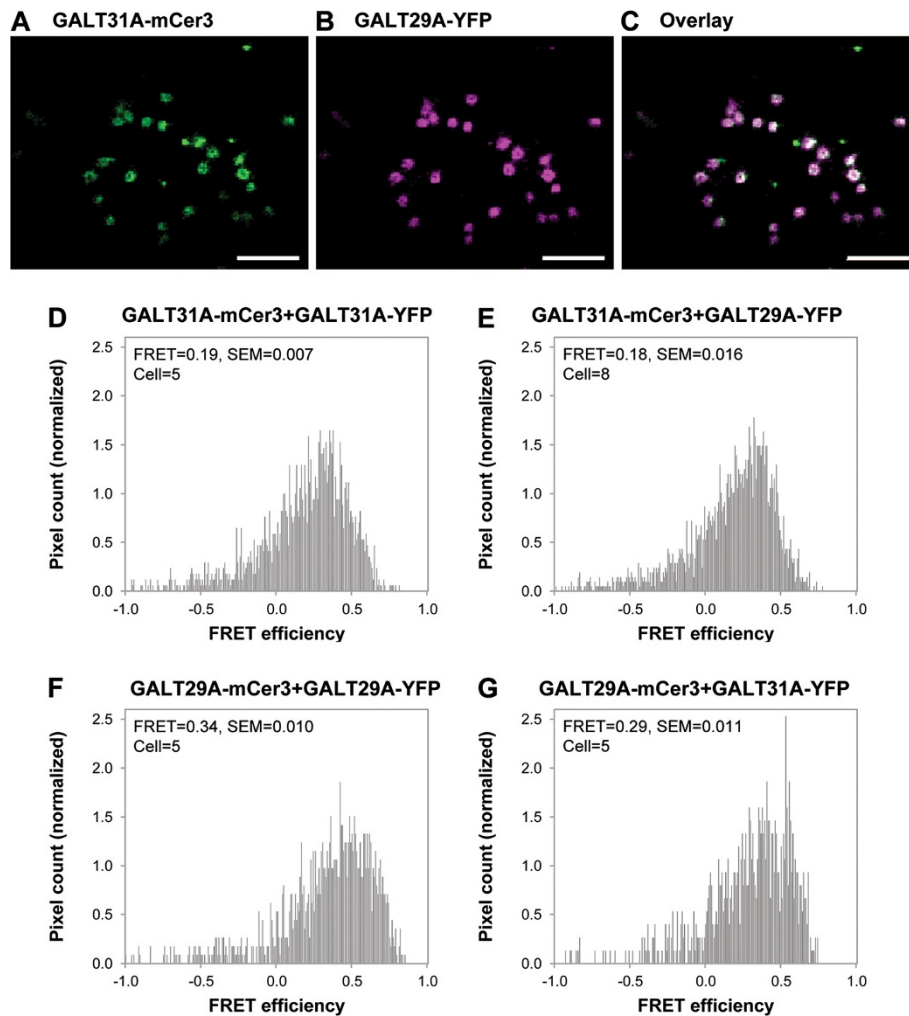 A GALT31A-mCer3 B GALT29A-YFP C Overlay
D GALT31A-mCer3+GALT31A-YFP
2.5
2.0
1.5
1.0
0.5
0.0
Pixel count (normalized)
FRET=0.19, SEM=0.007
Cell=5
-1.0 -0.5 0.0 0.5 1.0
FRET efficiency
E GALT31A-mCer3+GALT29A-YFP
2.5
2.0
1.5
1.0
0.5
0.0
Pixel count (normalized)
FRET=0.18, SEM=0.016
Cell=8
-1.0 -0.5 0.0 0.5 1.0
FRET efficiency
F GALT29A-mCer3+GALT29A-YFP
2.5
2.0
1.5
1.0
0.5
0.0
Pixel count (normalized)
FRET=0.34, SEM=0.010
Cell=5
-1.0 -0.5 0.0 0.5 1.0
FRET efficiency
G GALT29A-mCer3+GALT31A-YFP
2.5
2.0
1.5
1.0
0.5
0.0
Pixel count (normalized)
FRET=0.29, SEM=0.011
Cell=5
-1.0 -0.5 0.0 0.5 1.0
FRET efficiency